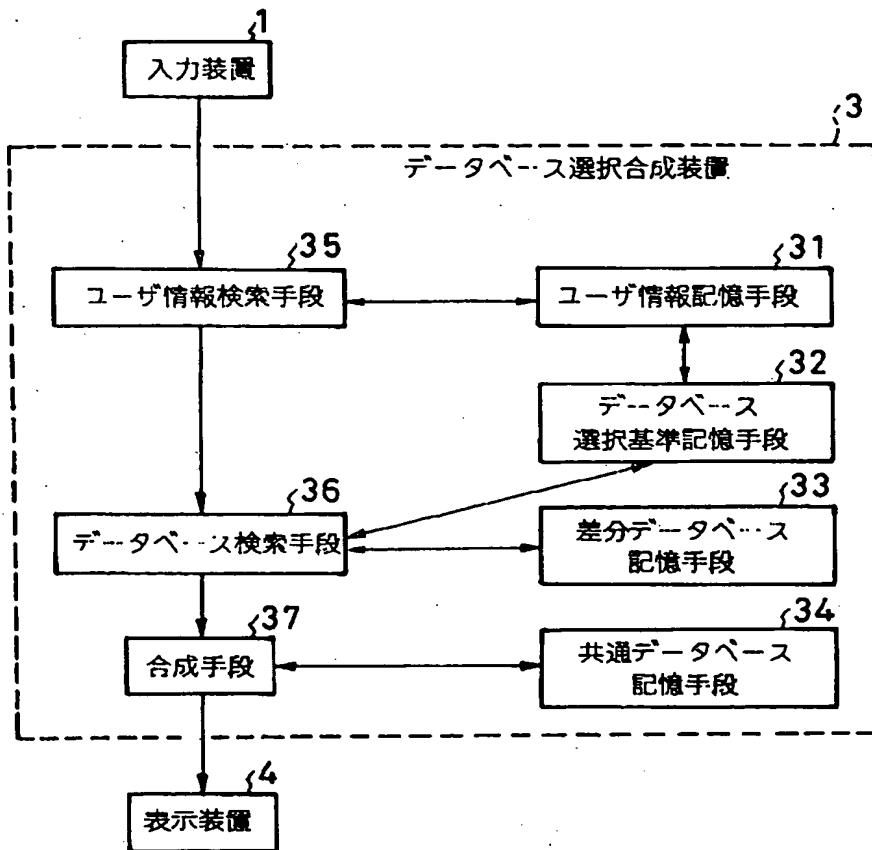 1
入力装置
3
データベース選択合成装置
35
ユーザ情報検索手段
31
ユーザ情報記憶手段
32
データベース
選択基準記憶手段
36
データベース検索手段
33
差分データベース
記憶手段
37
合成手段
34
共通データベース
記憶手段
4
表示装置